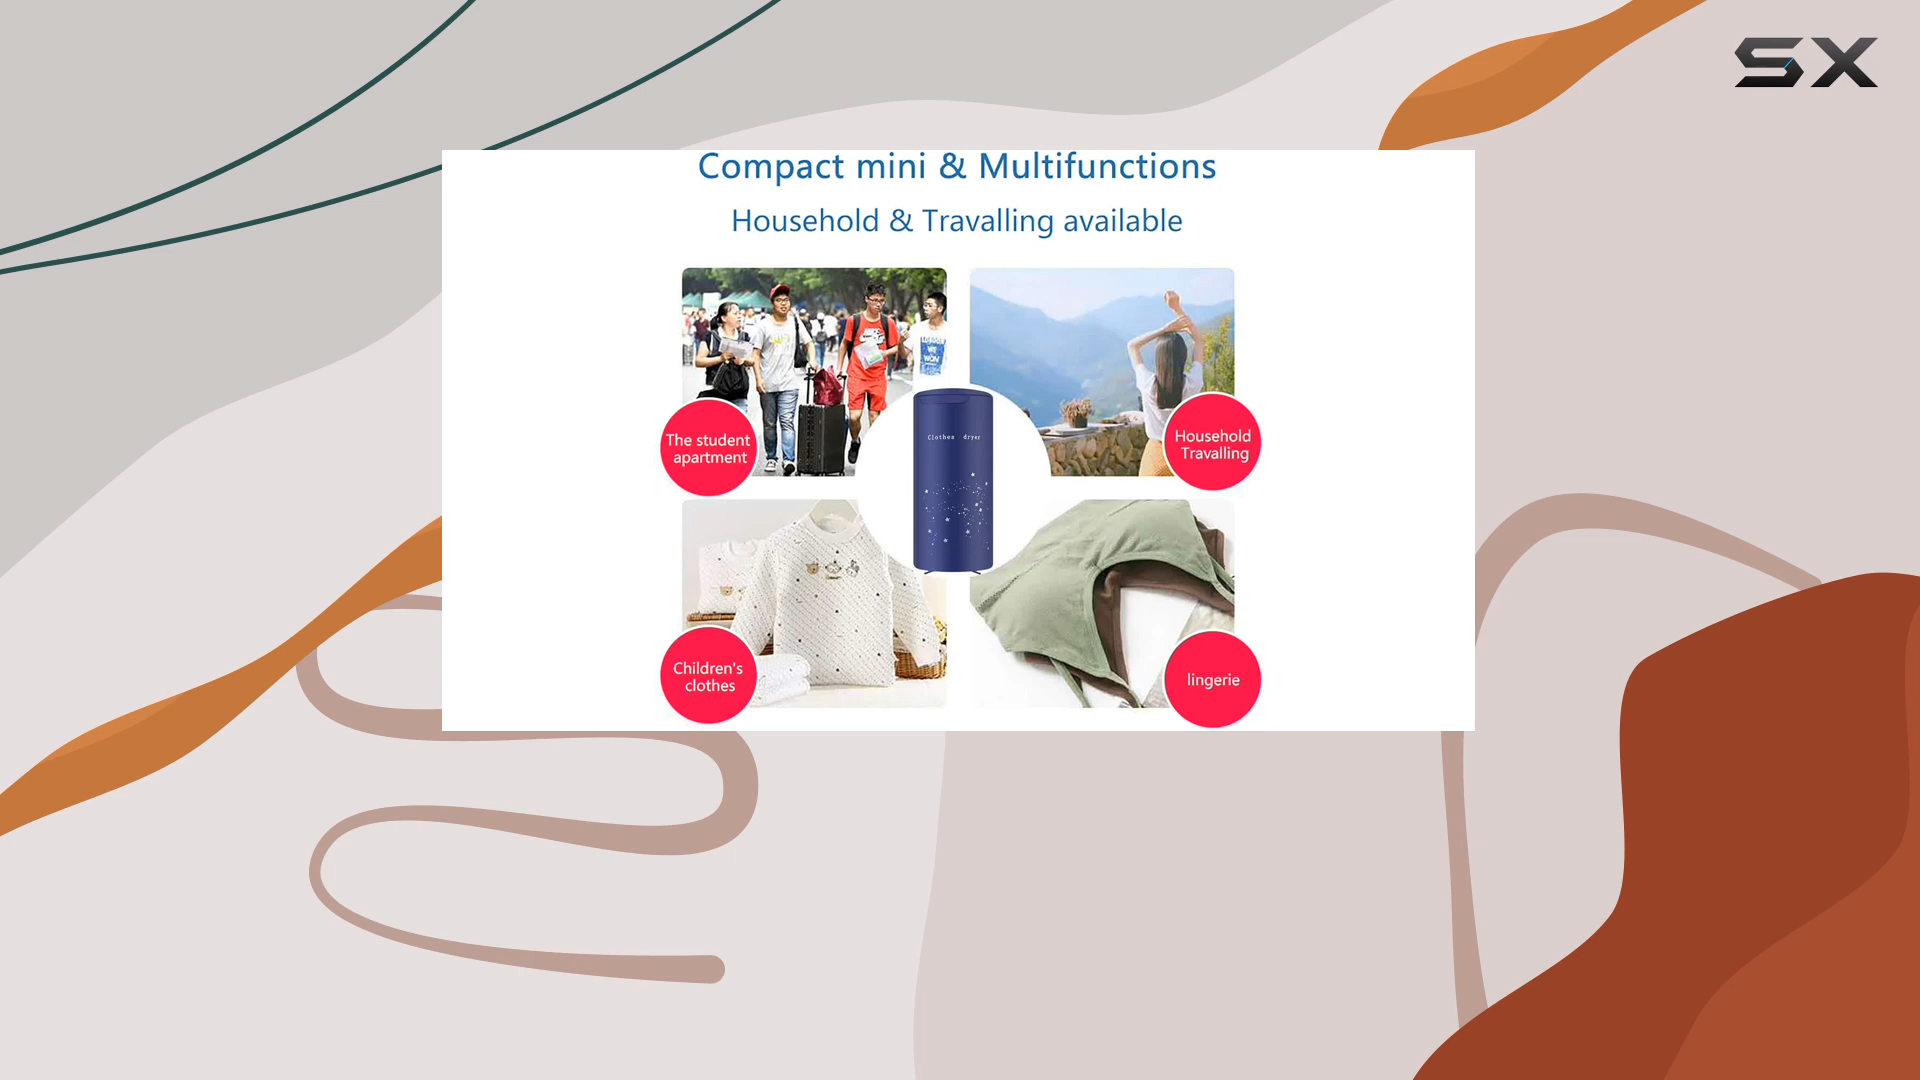 SX
Compact mini & Multifunctions
Household & Travalling available
The student
apartment
Household
Travalling
Clothes dryer
Children's
clothes
lingerie